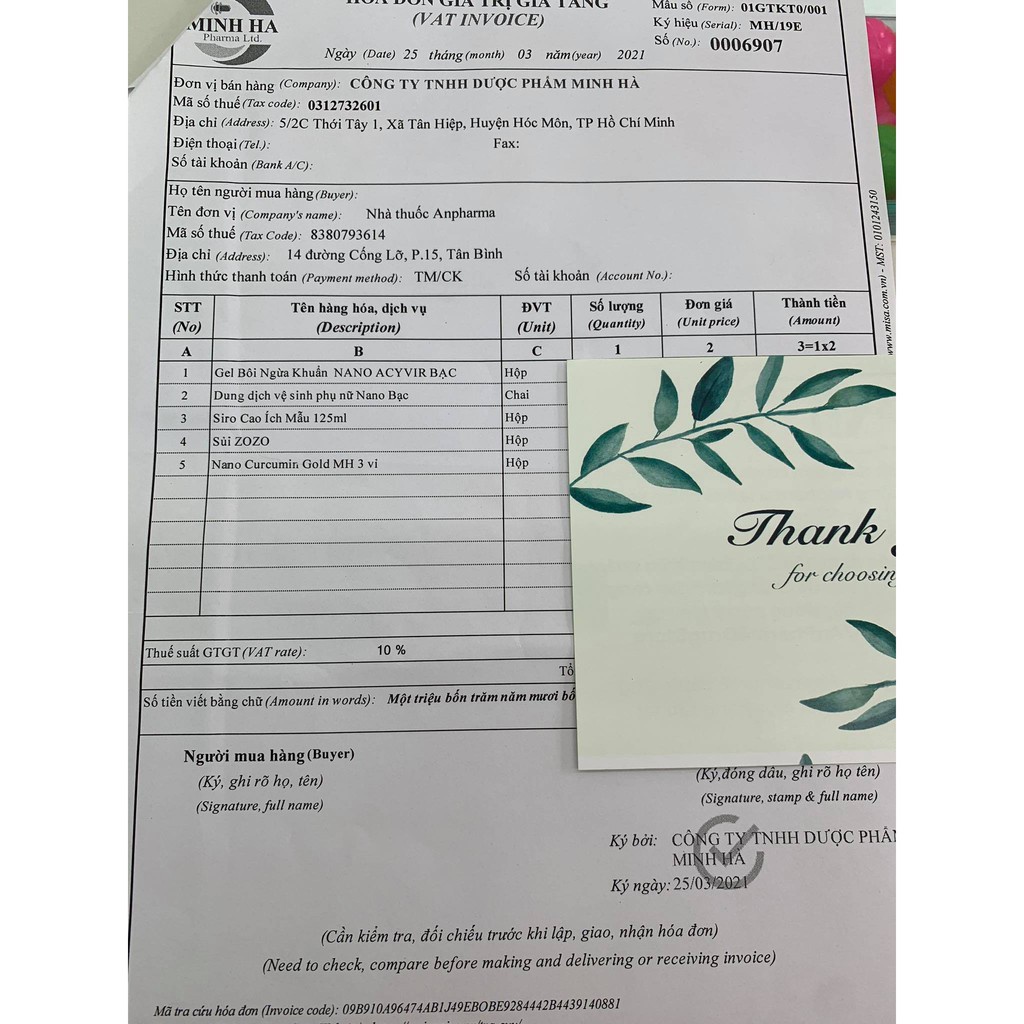 MINH HA
Pharma Ltd.
HÓA ĐƠN GIÁ TRỊ GIA TĂNG
(VAT INVOICE)
Ngày (Date) 25 tháng (month) 03 năm (year) 2021
Mẫu số (Form): 01GTKT0/001
Ký hiệu (Serial): MH/19E
Số (No.): 0006907
Đơn vị bán hàng (Company): CÔNG TY TNHH DƯỢC PHẨM MINH HÀ
Mã số thuế (Tax code): 0312732601
Địa chỉ (Address): 5/2C Thới Tây 1, Xã Tân Hiệp, Huyện Hóc Môn, TP Hồ Chí Minh
Điện thoại (Tel.): Fax:
Số tài khoản (Bank A/C):
Họ tên người mua hàng (Buyer):
Tên đơn vị (Company's name): Nhà thuốc Anpharma
Mã số thuế (Tax Code): 8380793614
Địa chỉ (Address): 14 đường Cống Lỡ, P.15, Tân Bình
Hình thức thanh toán (Payment method): TM/CK Số tài khoản (Account No.):
STT Tên hàng hóa, dịch vụ ĐVT Số lượng Đơn giá Thành tiền
(No) (Description) (Unit) (Quantity) (Unit price) (Amount)
A B C 1 2 3=1x2
1 Gel Bôi Ngừa Khuẩn NANO ACYVIR BẠC Hộp
2 Dung dịch vệ sinh phụ nữ Nano Bạc Chai
3 Siro Cao Ích Mẫu 125ml Hộp
4 Sủi ZOZO Hộp
5 Nano Curcumin Gold MH 3 vỉ Hộp
Thuế suất GTGT (VAT rate): 10 %
Tổ
Số tiền viết bằng chữ (Amount in words): Một triệu bốn trăm năm mươi bố
Thank
for choosin
Người mua hàng (Buyer)
(Ký, ghi rõ họ, tên)
(Signature, full name)
(Ký,đóng dấu, ghi rõ họ tên)
(Signature, stamp & full name)
Ký bởi: CÔNG TY TNHH DƯỢC PHẨM
MINH HÀ
Ký ngày: 25/03/2021
(Cần kiểm tra, đối chiếu trước khi lập, giao, nhận hóa đơn)
(Need to check, compare before making and delivering or receiving invoice)
Mã tra cứu hóa đơn (Invoice code): 09B910A96474AB1J49EBOBE9284442B4439140881
www.misa.com.vn) - MST: 0101243150